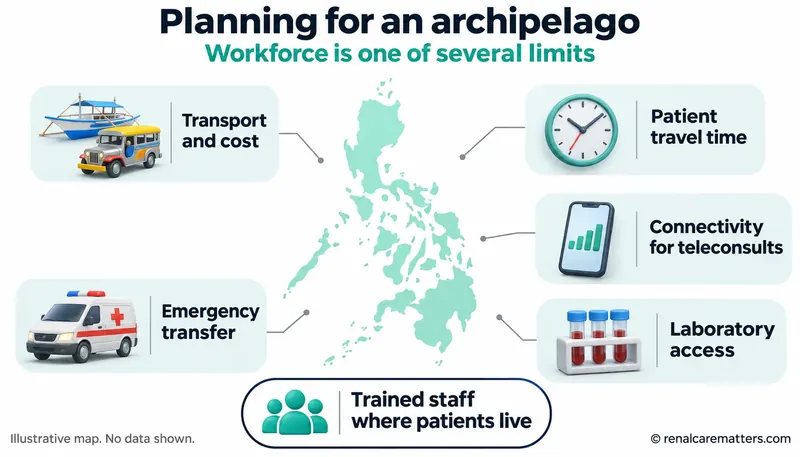 Planning for an archipelago
Workforce is one of several limits
Transport
and cost
Patient
travel time
Connectivity
for teleconsults
Emergency
transfer
Laboratory
access
Trained staff
where patients live
Illustrative map. No data shown.
© renalcarematters.com